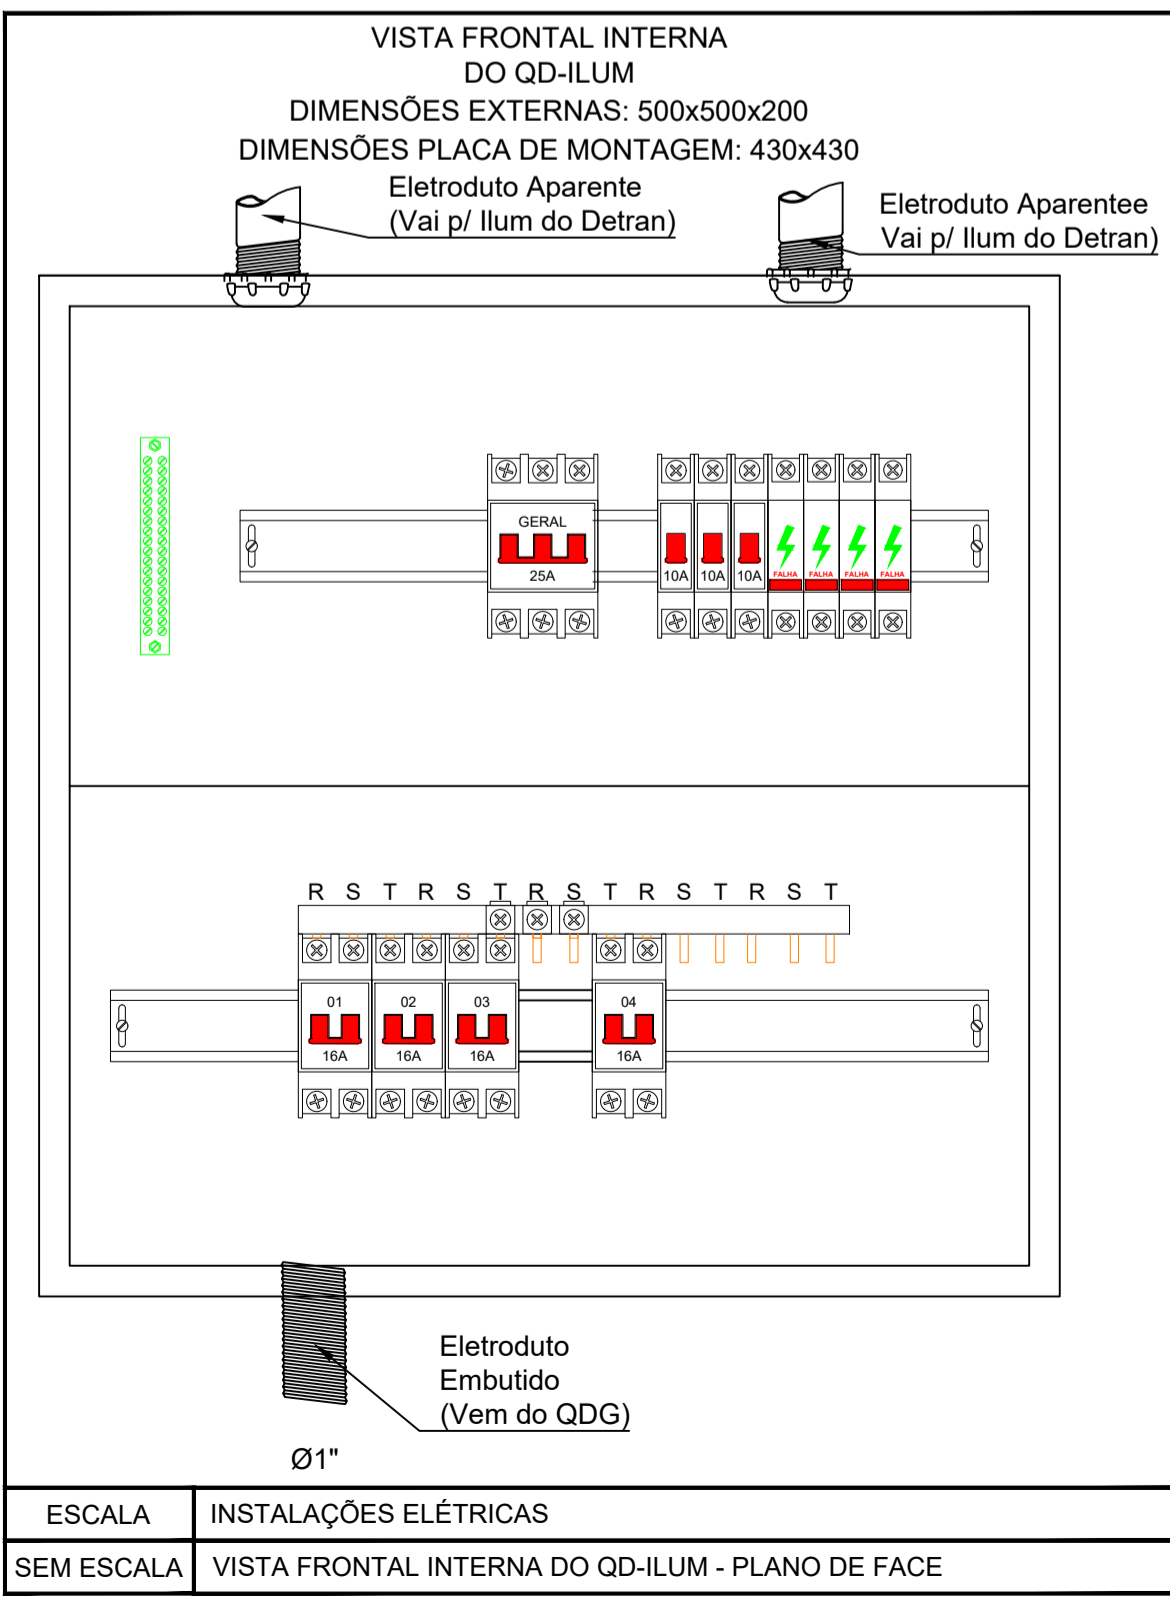 VISTA FRONTAL INTERNA
DO QD-ILUM
DIMENSÕES EXTERNAS: 500x500x200
DIMENSÕES PLACA DE MONTAGEM: 430x430
Eletroduto Aparente
(Vai p/ Ilum do Detran)
Eletroduto Aparentee
Vai p/ Ilum do Detran)
GERAL
25A
10A 10A 10A
FALHA FALHA FALHA FALHA
R S T R S T R S T R S T R S T
01 02 03 04
16A 16A 16A 16A
Eletroduto
Embutido
(Vem do QDG)
Ø1"
ESCALA INSTALAÇÕES ELÉTRICAS
SEM ESCALA VISTA FRONTAL INTERNA DO QD-ILUM - PLANO DE FACE